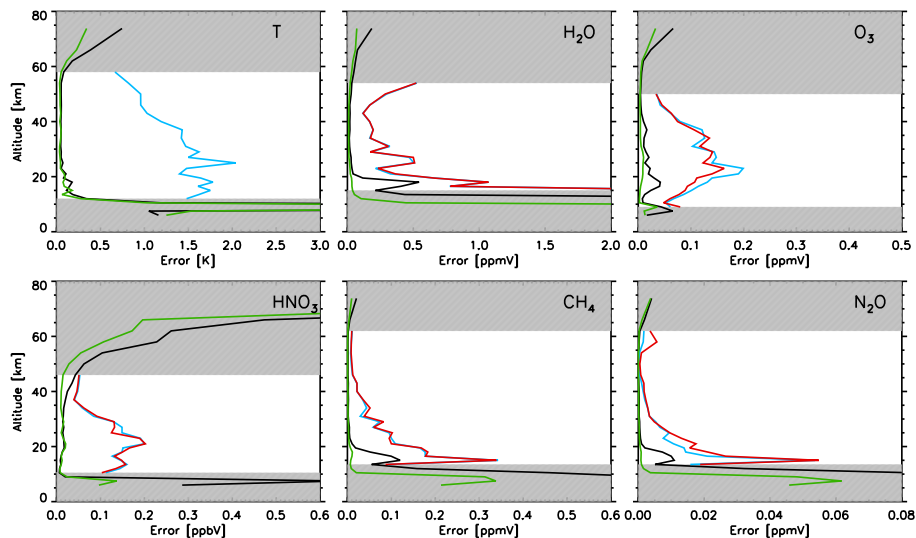 80
60
40
20
0
Altitude [km]
T
0.0 0.5 1.0 1.5 2.0 2.5 3.0
Error [K]
H₂O
0.0 0.5 1.0 1.5 2.0
Error [ppmV]
O₃
0.0 0.1 0.2 0.3 0.4 0.5
Error [ppmV]
80
60
40
20
0
Altitude [km]
HNO₃
0.0 0.1 0.2 0.3 0.4 0.5 0.6
Error [ppbV]
CH₄
0.0 0.1 0.2 0.3 0.4 0.5 0.6
Error [ppmV]
N₂O
0.00 0.02 0.04 0.06 0.08
Error [ppmV]